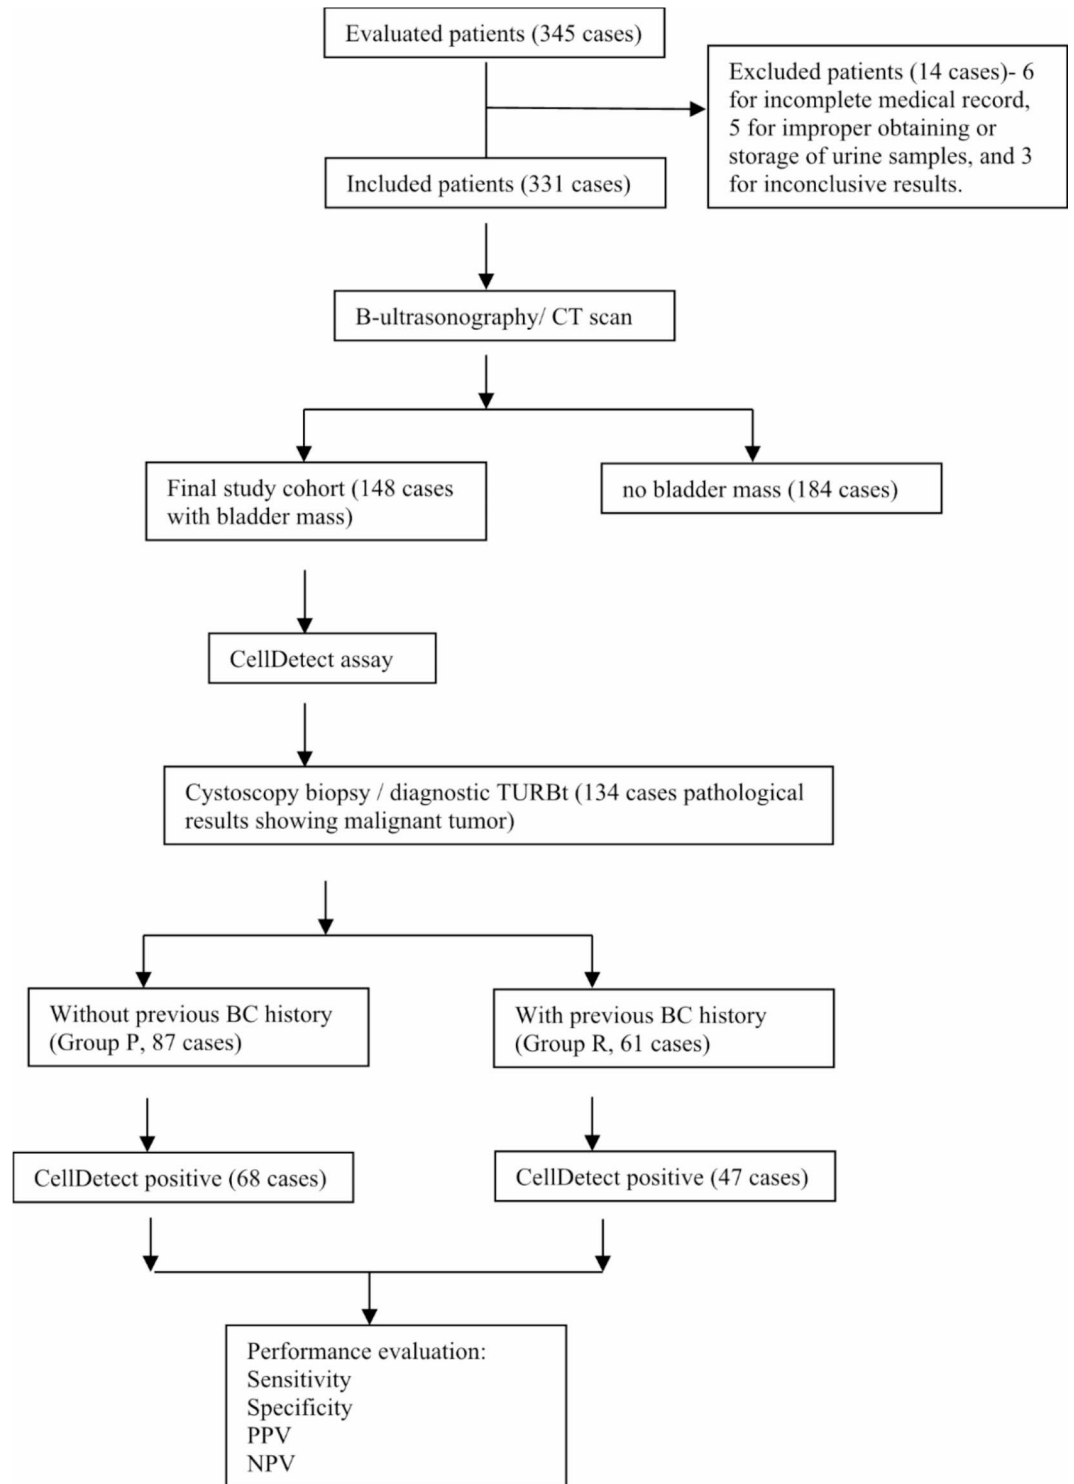 Evaluated patients (345 cases)
Excluded patients (14 cases)- 6
for incomplete medical record,
5 for improper obtaining or
storage of urine samples, and 3
for inconclusive results.
Included patients (331 cases)
B-ultrasonography/ CT scan
Final study cohort (148 cases
with bladder mass)
no bladder mass (184 cases)
CellDetect assay
Cystoscopy biopsy / diagnostic TURBt (134 cases pathological
results showing malignant tumor)
Without previous BC history
(Group P, 87 cases)
With previous BC history
(Group R, 61 cases)
CellDetect positive (68 cases)
CellDetect positive (47 cases)
Performance evaluation:
Sensitivity
Specificity
PPV
NPV